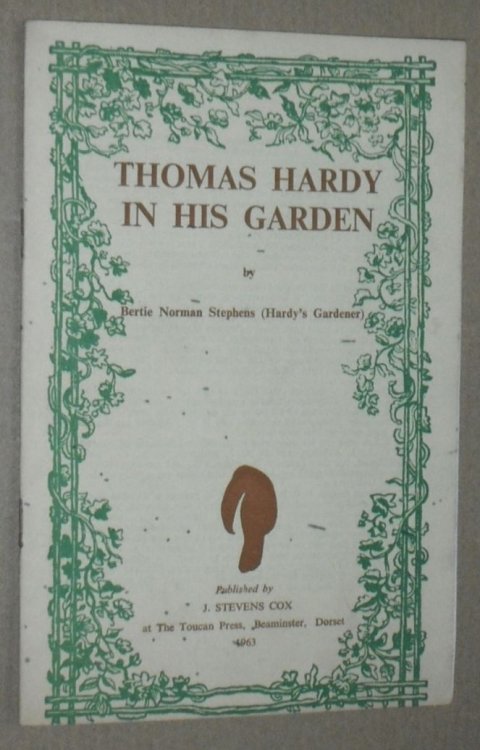 THOMAS HARDY
IN HIS GARDEN
by
Bertie Norman Stephens (Hardy's Gardener)
Published by
J. STEVENS COX
at The Toucan Press, Beaminster, Dorset
1963